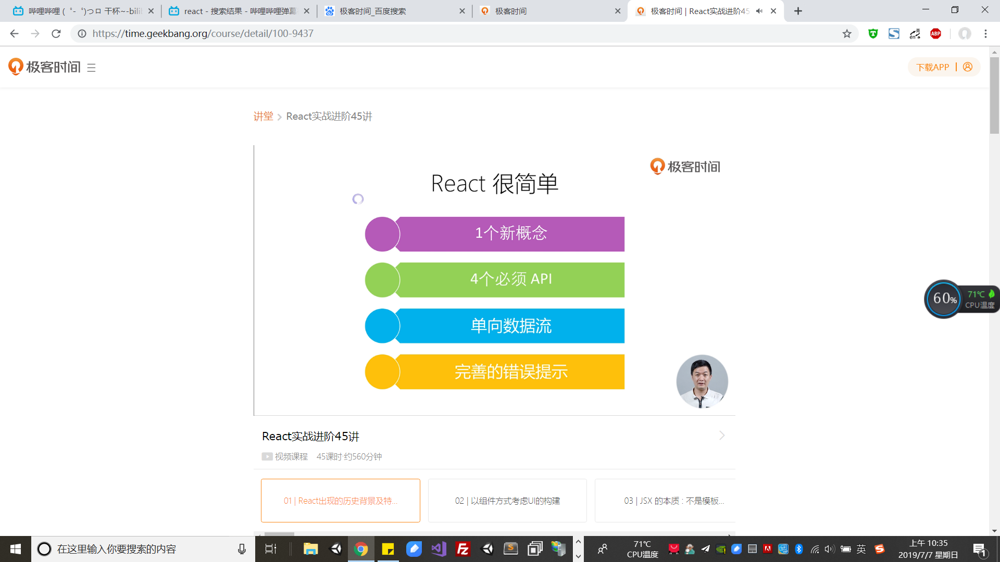 哔哩哔哩 (゜-゜)つロ 干杯~-bili
react - 搜索结果 - 哔哩哔哩弹幕
极客时间_百度搜索
极客时间
极客时间 | React实战进阶45
https://time.geekbang.org/course/detail/100-9437
en
英
ABP
极客时间
下载APP
讲堂
React实战进阶45讲
极客时间
React 很简单
1个新概念
4个必须 API
单向数据流
完善的错误提示
60%
71℃
CPU温度
React实战进阶45讲
视频课程
45课时·约560分钟
01 | React出现的历史背景及特...
02 | 以组件方式考虑UI的构建
03 | JSX 的本质 : 不是模板...
在这里输入你要搜索的内容
71℃
CPU温度
英
上午 10:35
2019/7/7 星期日
1